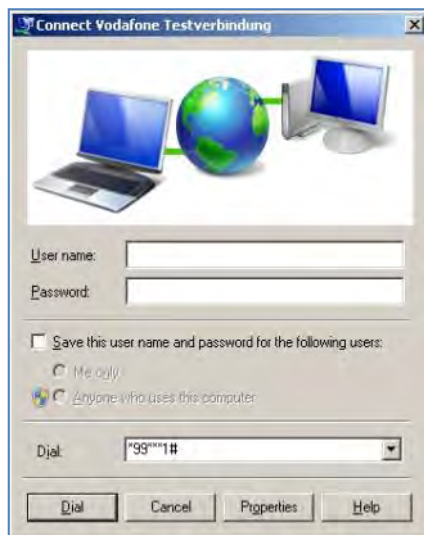 Connect Vodafone Testverbindung
User name:
Password:
Save this user name and password for the following users:
Me only
Anyone who uses this computer
Dial: *99***1#
Dial Cancel Properties Help